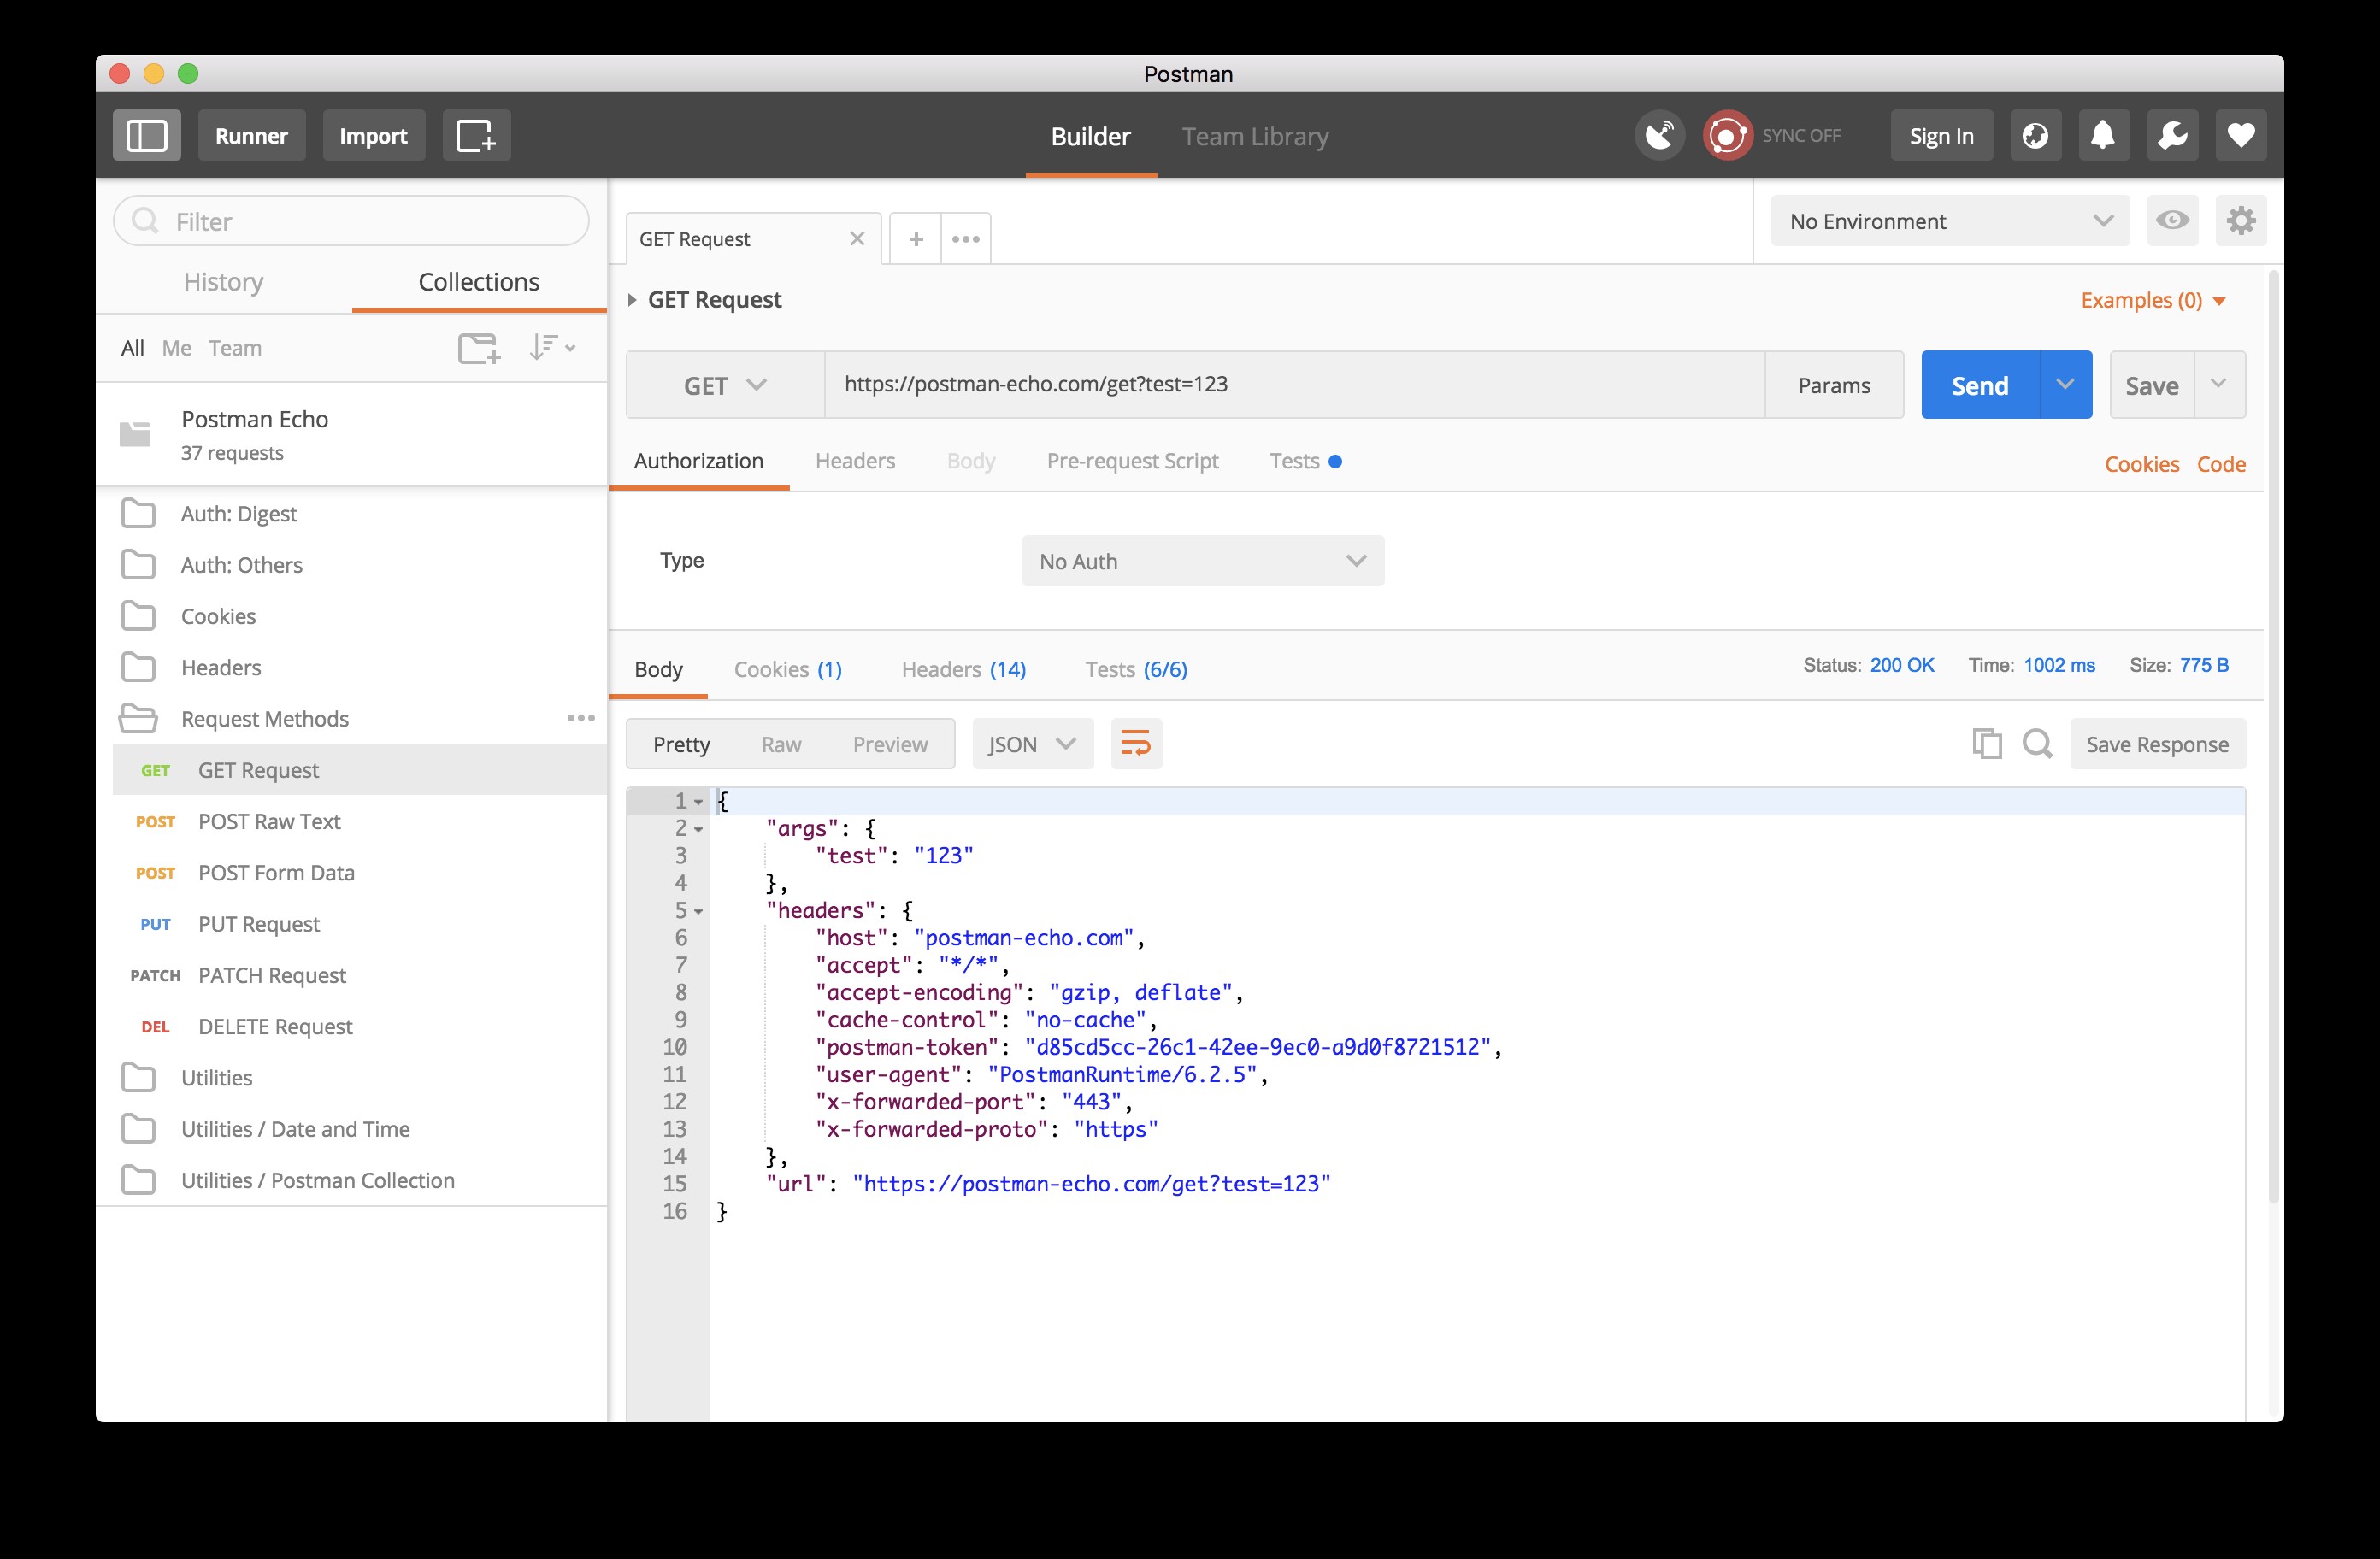 Postman
Runner Import Builder Team Library SYNC OFF Sign In
Filter
History Collections
All Me Team
Postman Echo
37 requests
Auth: Digest
Auth: Others
Cookies
Headers
Request Methods
GET GET Request
POST POST Raw Text
POST POST Form Data
PUT PUT Request
PATCH PATCH Request
DEL DELETE Request
Utilities
Utilities / Date and Time
Utilities / Postman Collection
GET Request
No Environment
GET Request Examples (0)
GET https://postman-echo.com/get?test=123 Params Send Save
Authorization Headers Body Pre-request Script Tests Cookies Code
Type No Auth
Body Cookies (1) Headers (14) Tests (6/6) Status: 200 OK Time: 1002 ms Size: 775 B
Pretty Raw Preview JSON Save Response
1 {
2 "args": {
3 "test": "123"
4 },
5 "headers": {
6 "host": "postman-echo.com",
7 "accept": "*/*",
8 "accept-encoding": "gzip, deflate",
9 "cache-control": "no-cache",
10 "postman-token": "d85cd5cc-26c1-42ee-9ec0-a9d0f8721512",
11 "user-agent": "PostmanRuntime/6.2.5",
12 "x-forwarded-port": "443",
13 "x-forwarded-proto": "https"
14 },
15 "url": "https://postman-echo.com/get?test=123"
16 }